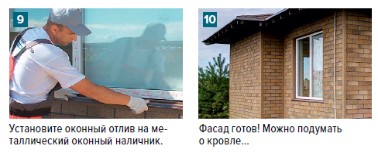 9
Установите оконный отлив на ме-
таллический оконный наличник.
10
Фасад готов! Можно подумать
о кровле...